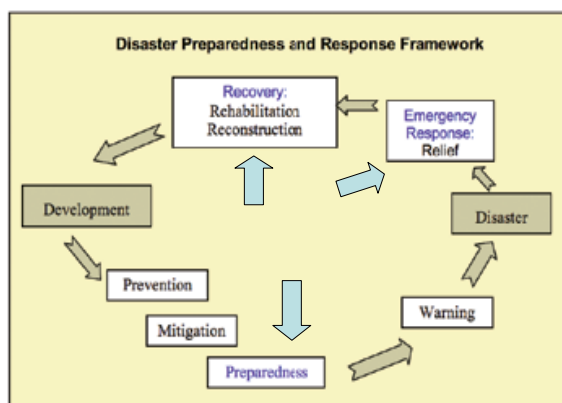 Disaster Preparedness and Response Framework
Recovery:
Rehabilitation
Reconstruction
Emergency
Response:
Relief
Development
Disaster
Prevention
Warning
Mitigation
Preparedness